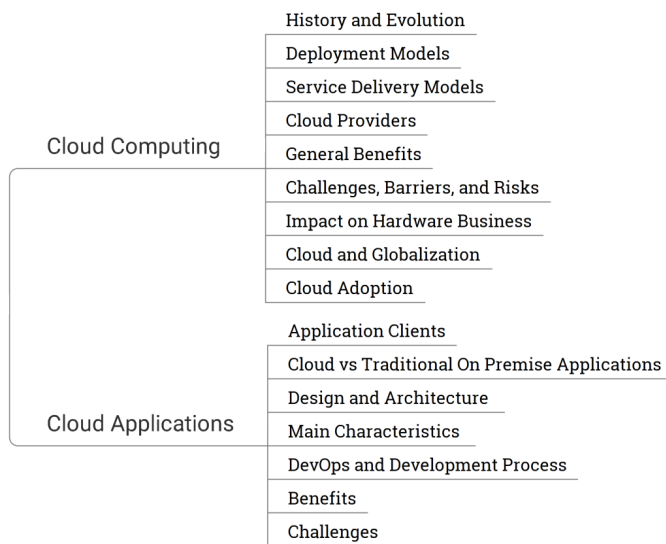 Cloud Computing
History and Evolution
Deployment Models
Service Delivery Models
Cloud Providers
General Benefits
Challenges, Barriers, and Risks
Impact on Hardware Business
Cloud and Globalization
Cloud Adoption
Cloud Applications
Application Clients
Cloud vs Traditional On Premise Applications
Design and Architecture
Main Characteristics
DevOps and Development Process
Benefits
Challenges